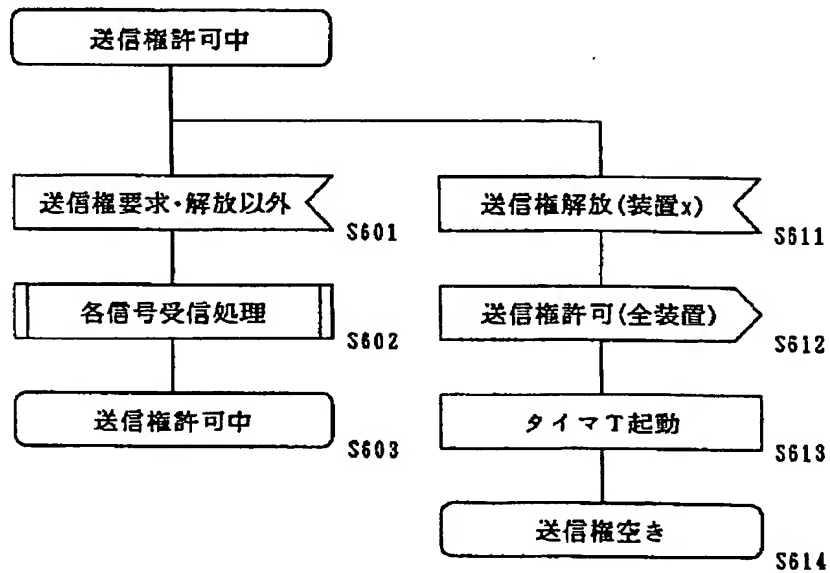 送信権許可中
送信権要求・解放以外
S601
各信号受信処理
S602
送信権許可中
S603
送信権解放(装置x)
S611
送信権許可(全装置)
S612
タイマT起動
S613
送信権空き
S614